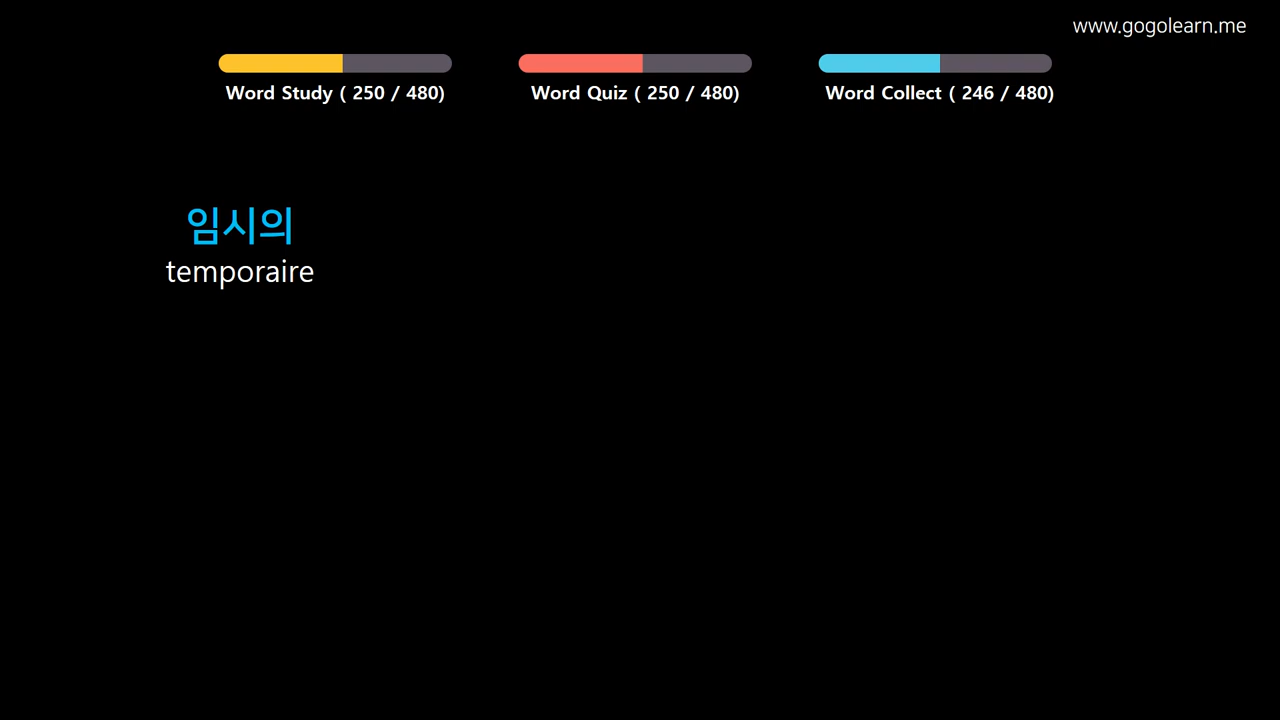 www.gogolearn.me
Word Study ( 250 / 480)
Word Quiz ( 250 / 480)
Word Collect ( 246 / 480)
임시의
temporaire